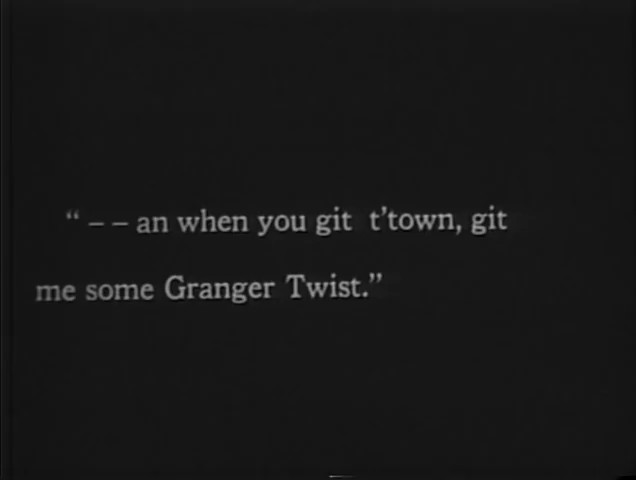 “ – – an when you git t’town, git
me some Granger Twist.”